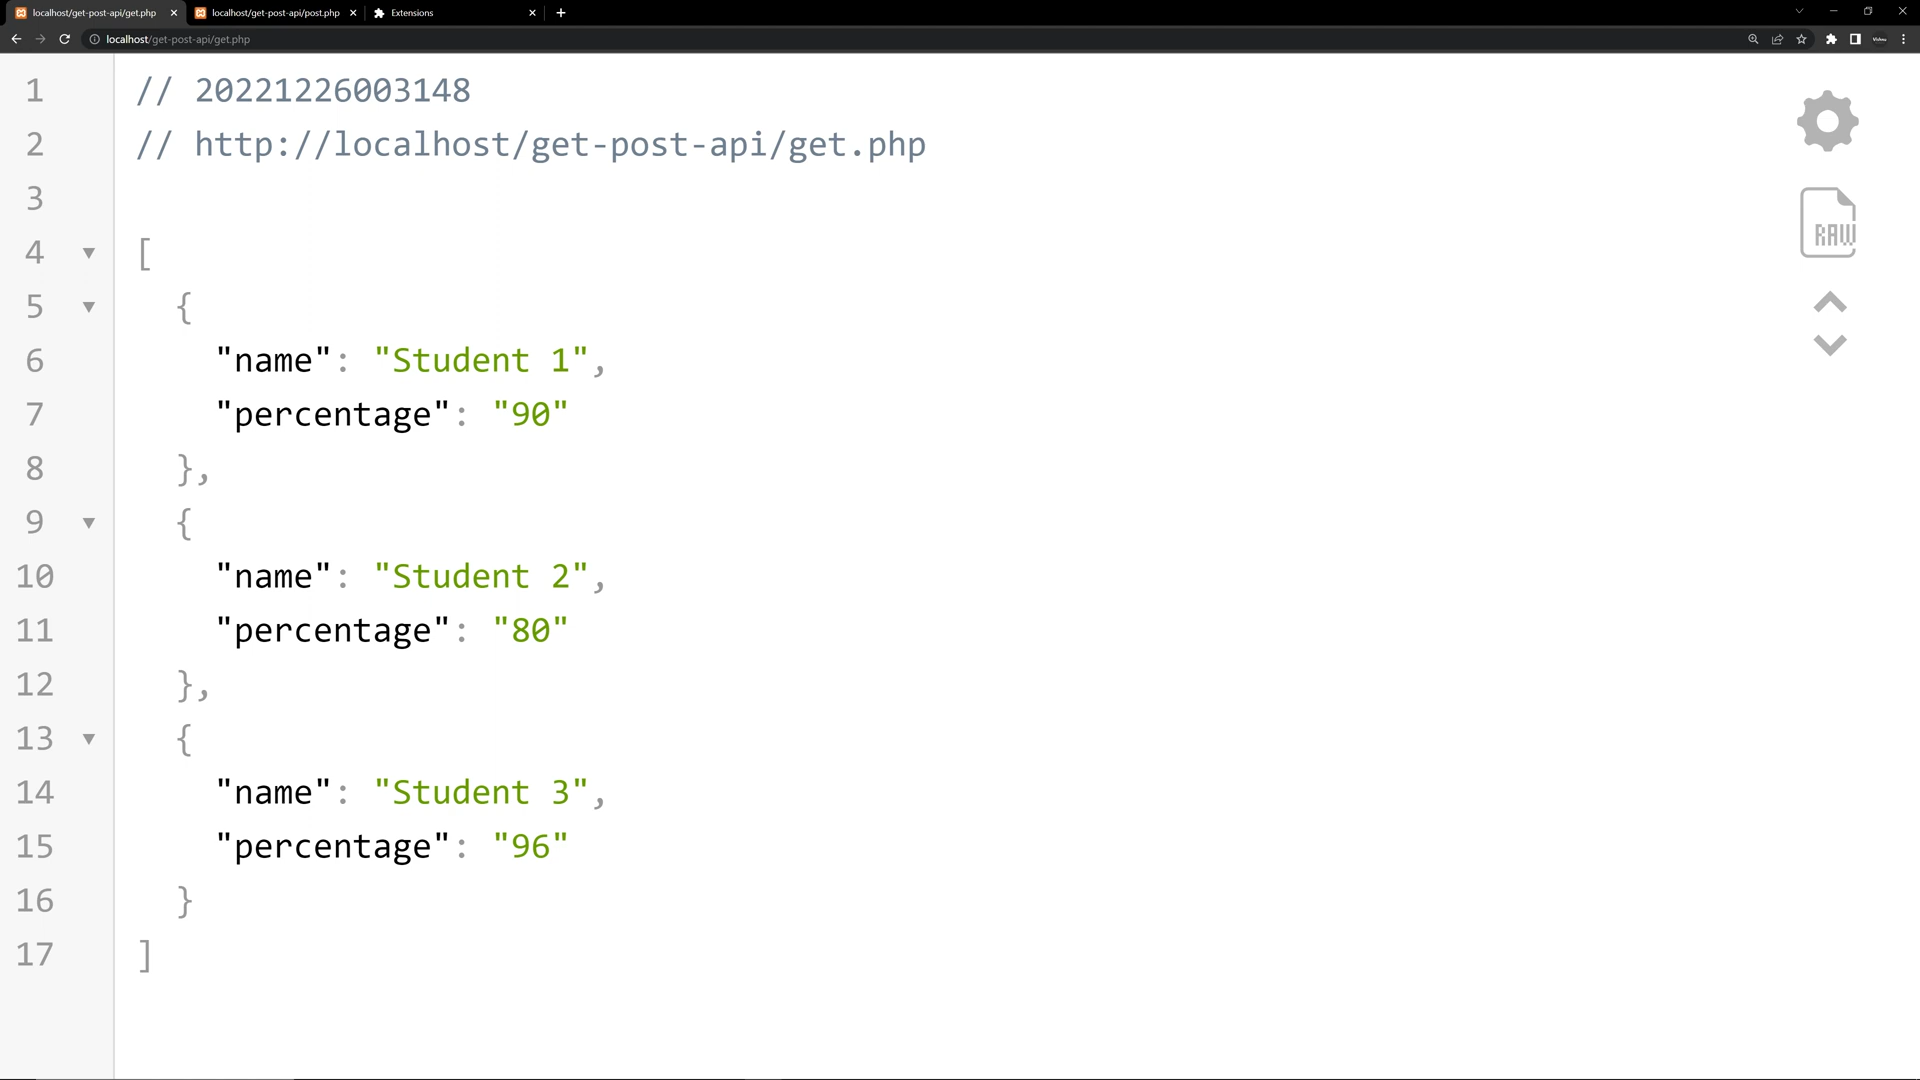 localhost/get-post-api/get.php
localhost/get-post-api/post.php
Extensions
localhost/get-post-api/get.php
1 // 20221226003148
2 // http://localhost/get-post-api/get.php
3
4 [
5 {
6 "name": "Student 1",
7 "percentage": "90"
8 },
9 {
10 "name": "Student 2",
11 "percentage": "80"
12 },
13 {
14 "name": "Student 3",
15 "percentage": "96"
16 }
17 ]
RAW